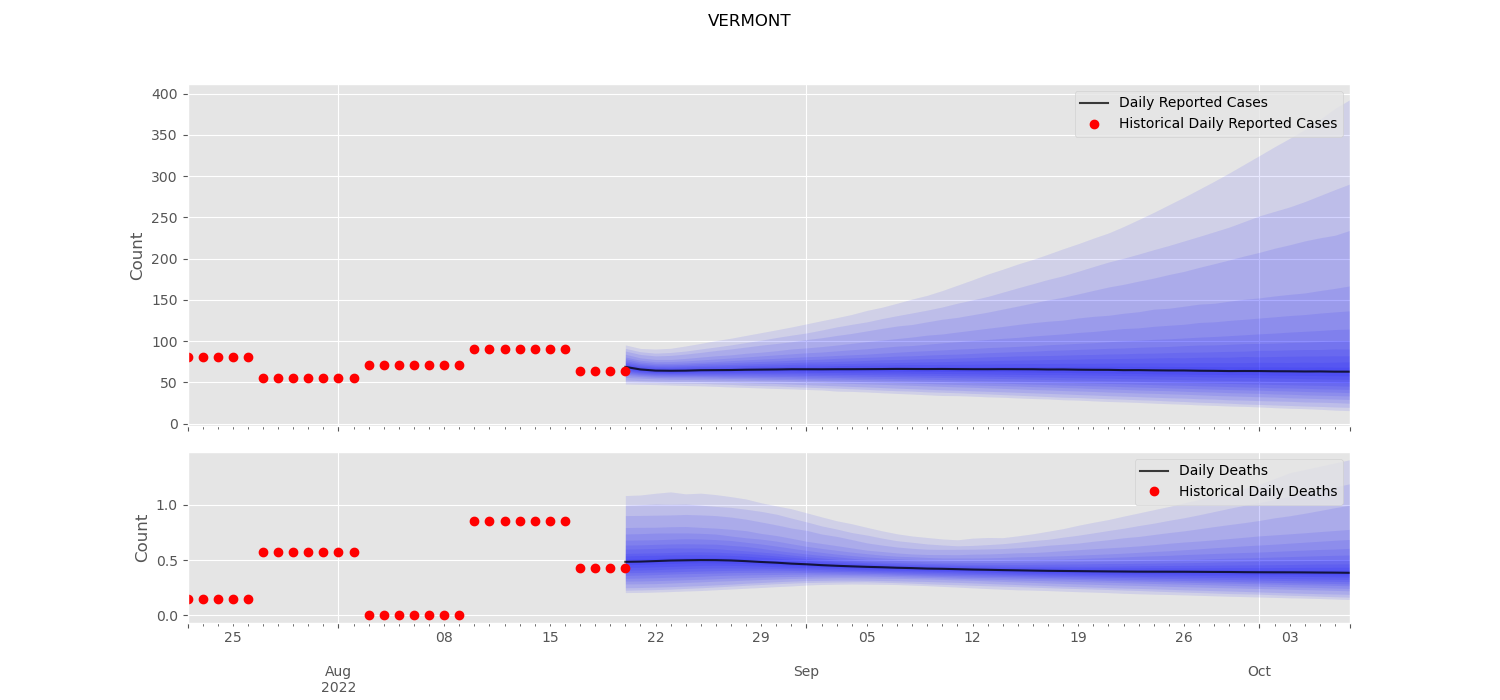 VERMONT
Daily Reported Cases
Historical Daily Reported Cases
Count
400
350
300
250
200
150
100
50
0
Daily Deaths
Historical Daily Deaths
Count
1.0
0.5
0.0
25 08 15 22 29 05 12 19 26 03
Aug Sep Oct
2022